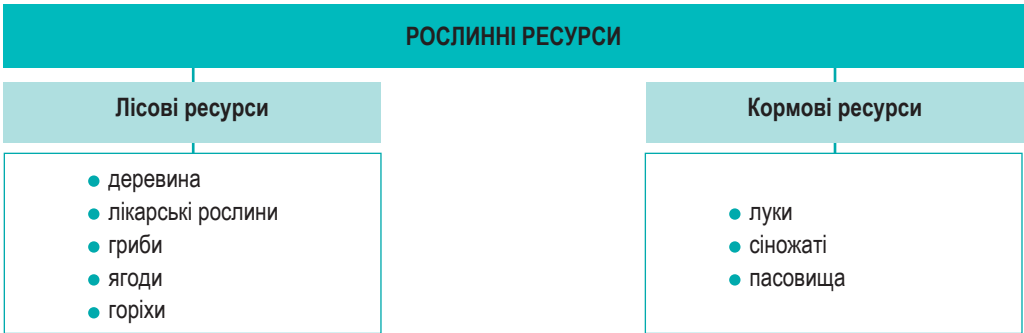 РОСЛИННІ РЕСУРСИ
Лісові ресурси
деревина
лікарські рослини
гриби
ягоди
горіхи
Кормові ресурси
луки
сіножаті
пасовища